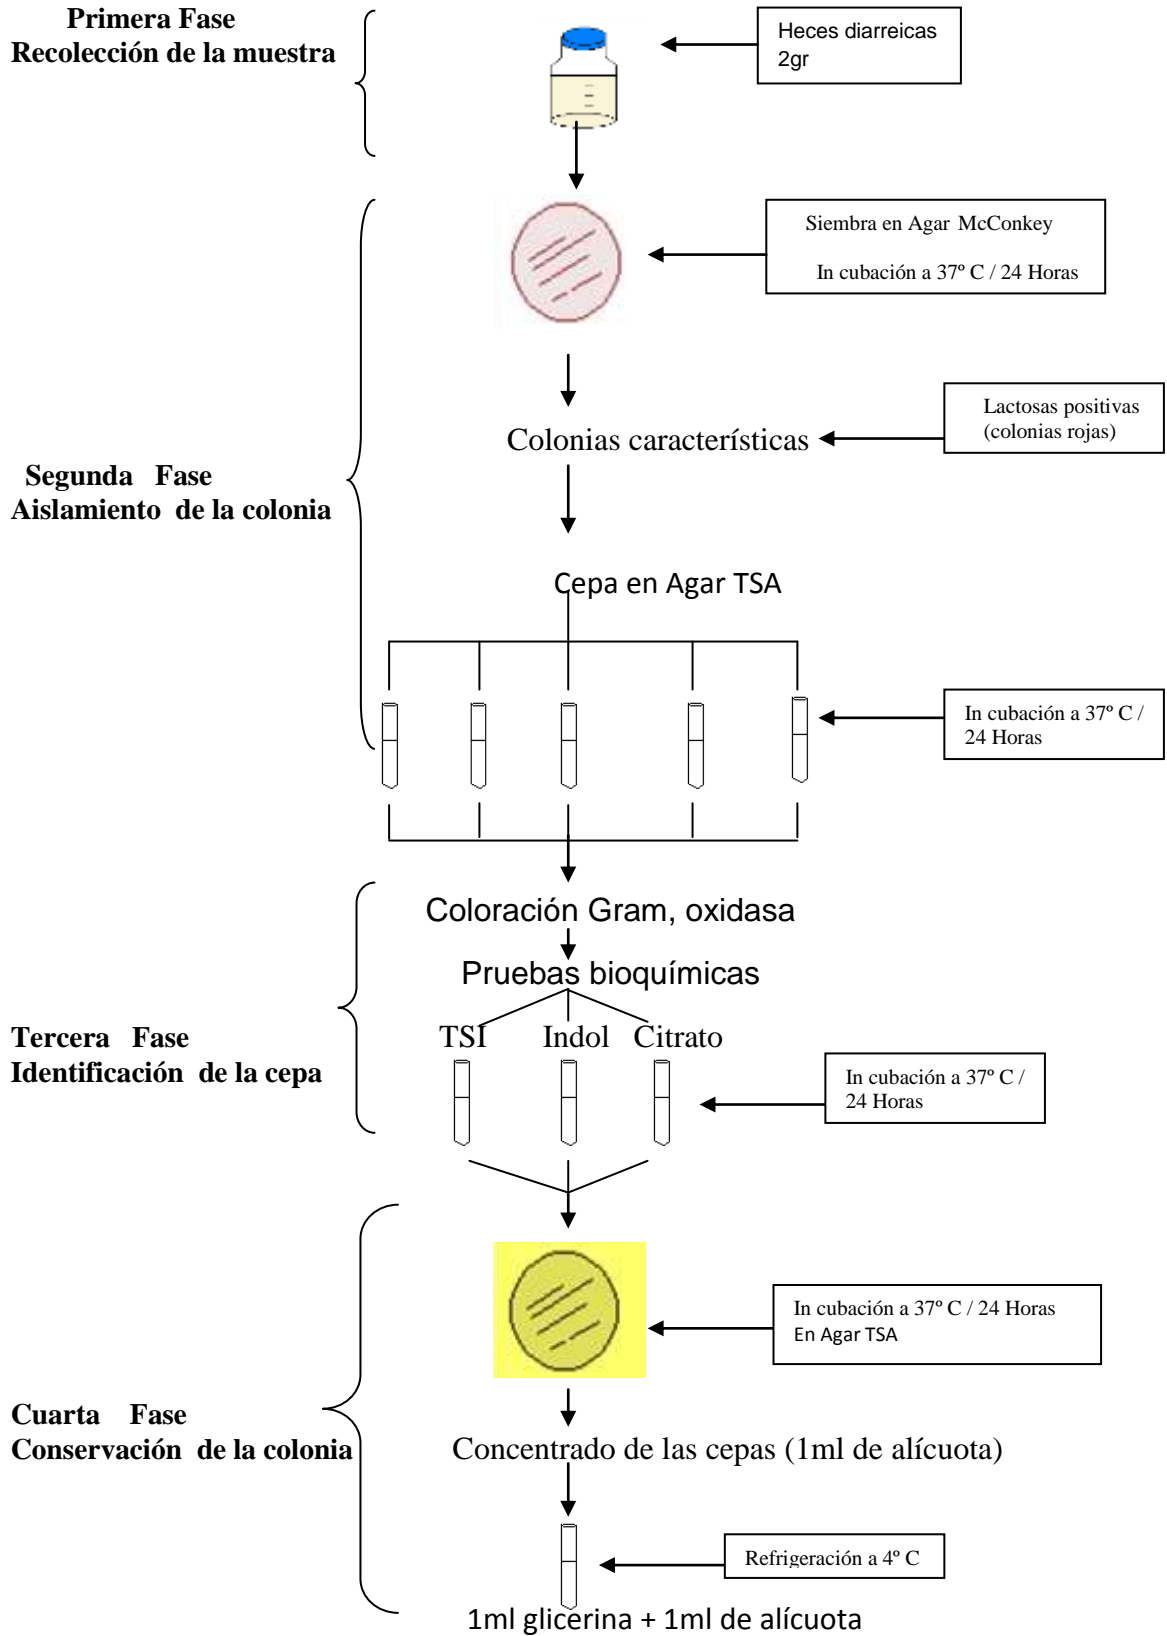 Primera Fase
Recolección de la muestra
Heces diarreicas
2gr
Siembra en Agar McConkey
In cubación a 37º C / 24 Horas
Lactosas positivas
(colonias rojas)
Colonias características
Segunda Fase
Aislamiento de la colonia
Cepa en Agar TSA
In cubación a 37º C /
24 Horas
Coloración Gram, oxidasa
Pruebas bioquímicas
TSI Indol Citrato
Tercera Fase
Identificación de la cepa
In cubación a 37º C /
24 Horas
In cubación a 37º C / 24 Horas
En Agar TSA
Cuarta Fase
Conservación de la colonia
Concentrado de las cepas (1ml de alícuota)
Refrigeración a 4º C
1ml glicerina + 1ml de alícuota